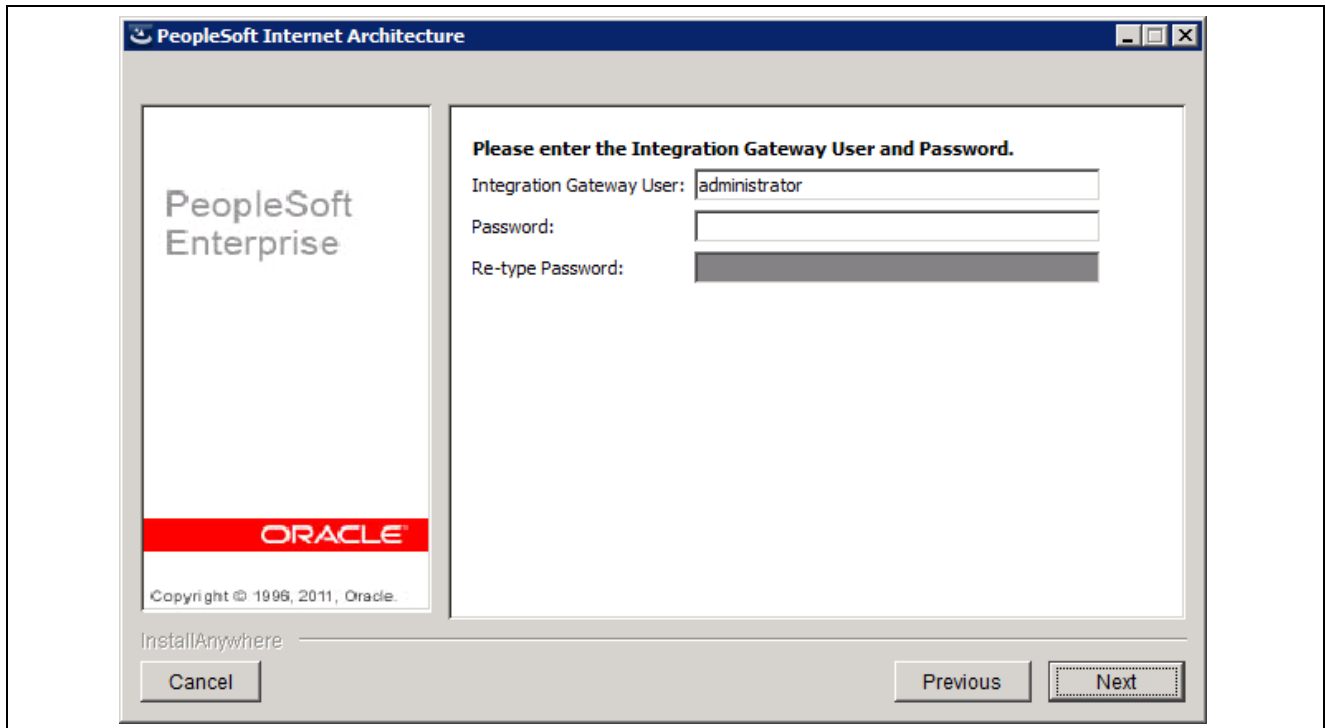 PeopleSoft Internet Architecture
PeopleSoft
Enterprise
ORACLE
Copyright © 1996, 2011, Oracle.
Please enter the Integration Gateway User and Password.
Integration Gateway User: administrator
Password:
Re-type Password:
InstallAnywhere
Cancel
Previous
Next